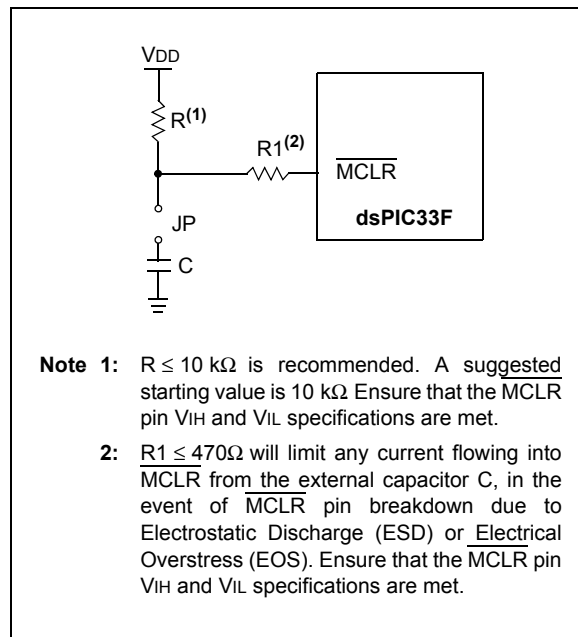 VDD
R(1)
R1(2)
MCLR
dsPIC33F
JP
C
Note 1: R ≤ 10 kΩ is recommended. A suggested
starting value is 10 kΩ Ensure that the MCLR
pin VIH and VIL specifications are met.
2: R1 ≤ 470Ω will limit any current flowing into
MCLR from the external capacitor C, in the
event of MCLR pin breakdown due to
Electrostatic Discharge (ESD) or Electrical
Overstress (EOS). Ensure that the MCLR pin
VIH and VIL specifications are met.